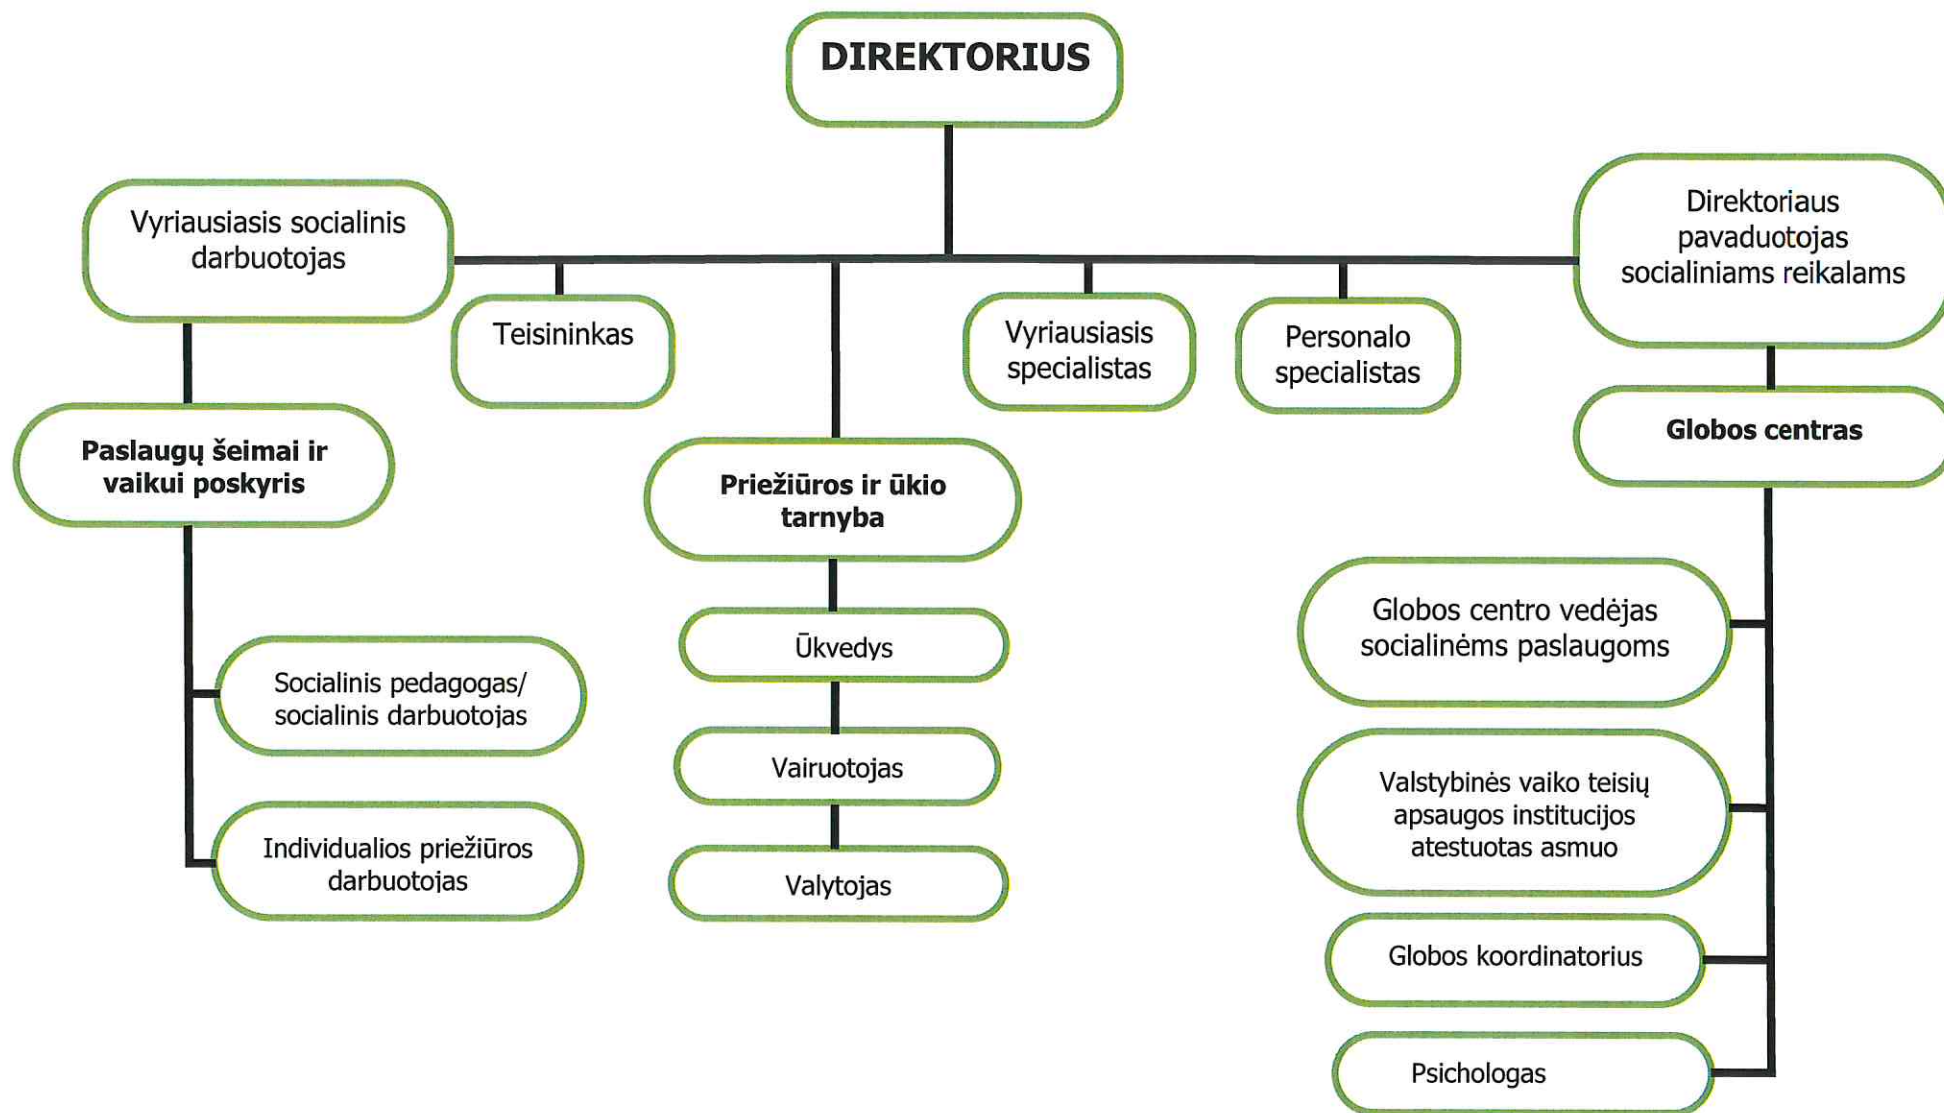 DIREKTORIUS
Vyriausiasis socialinis
darbuotojas
Direktoriaus
pavaduotojas
socialiniams reikalams
Teisininkas
Vyriausiasis
specialistas
Personalo
specialistas
Paslaugų šeimai ir
vaikui poskyris
Priežiūros ir ūkio
tarnyba
Globos centras
Socialinis pedagogas/
socialinis darbuotojas
Individualios priežiūros
darbuotojas
Ūkvedys
Vairuotojas
Valytojas
Globos centro vedėjas
socialinėms paslaugoms
Valstybinės vaiko teisių
apsaugos institucijos
atestuotas asmuo
Globos koordinatorius
Psichologas